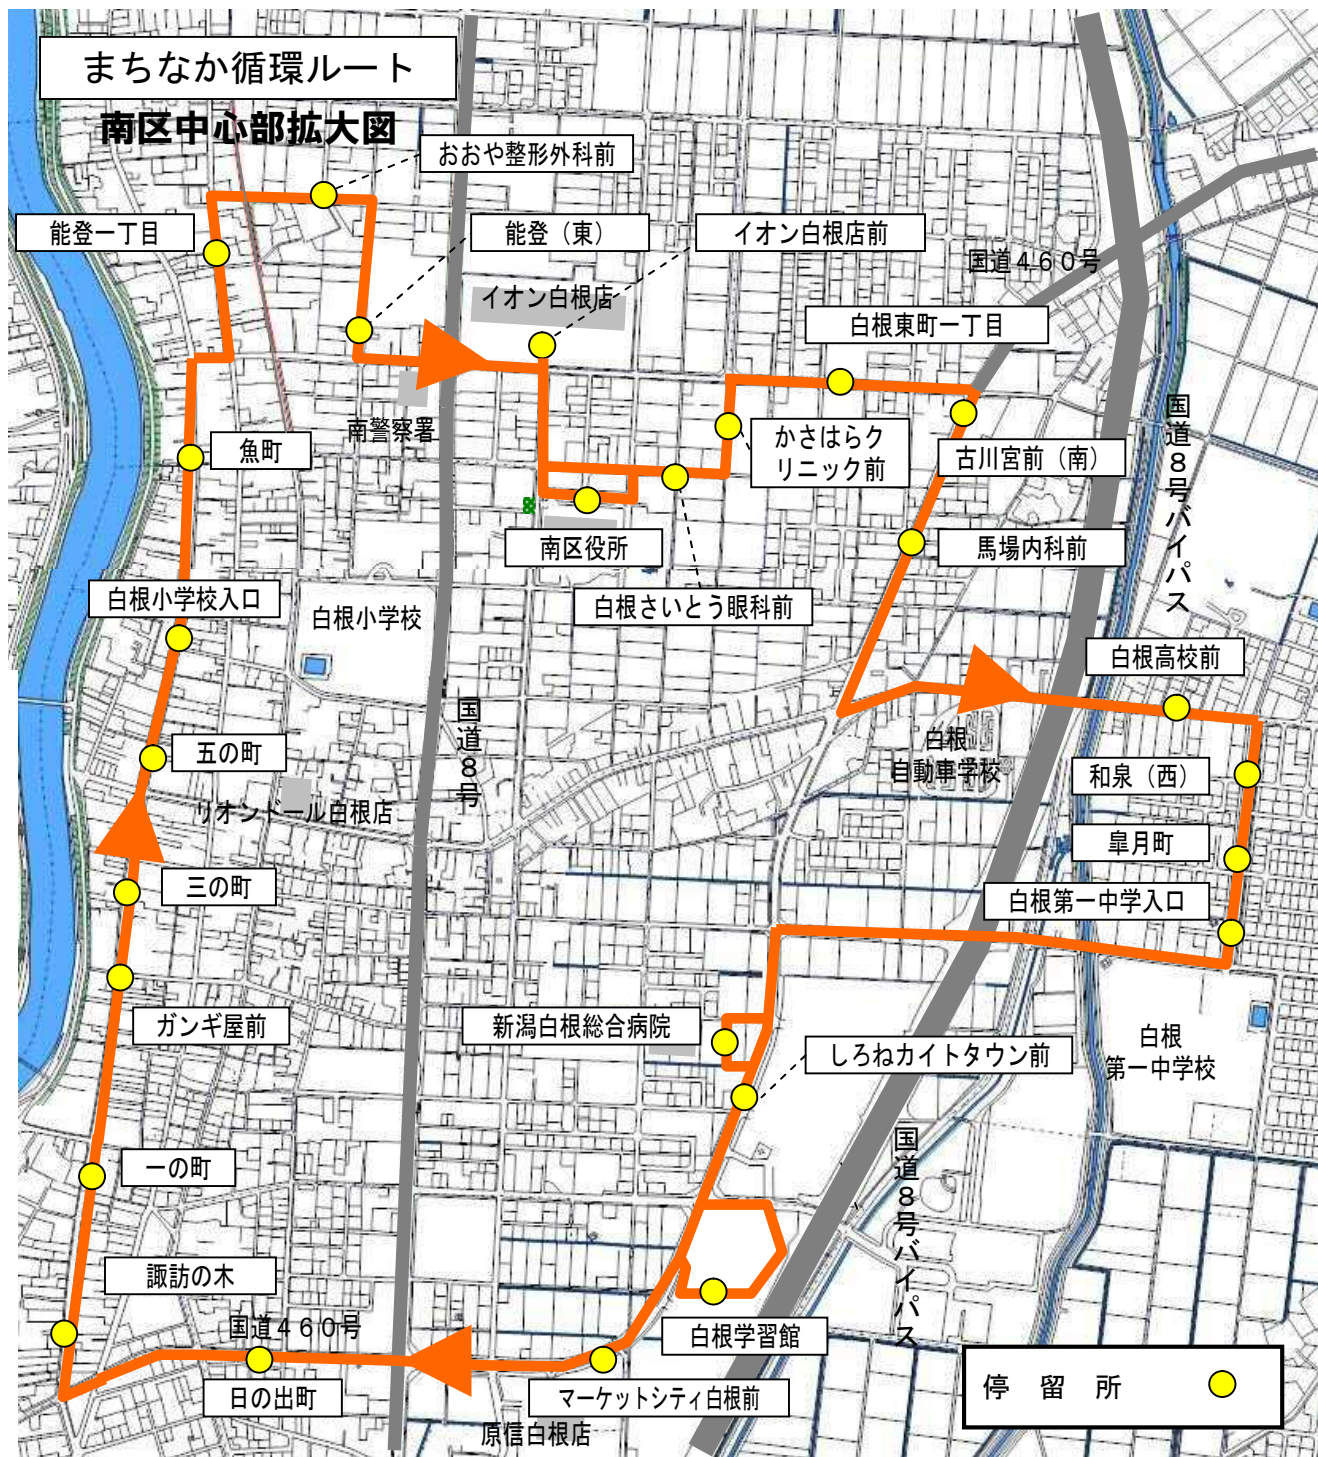 まちなか循環ルート
南区中心部拡大図
おおや整形外科前
能登一丁目
能登（東）
イオン白根店前
国道４６０号
イオン白根店
白根東町一丁目
南警察署
魚町
かさはらク
リニック前
古川宮前（南）
国道８号バイパス
南区役所
馬場内科前
白根小学校入口
白根小学校
白根さいとう眼科前
白根高校前
国道８号
五の町
白根
自動車学校
和泉（西）
リオンドール白根店
皐月町
三の町
白根第一中学入口
ガンギ屋前
新潟白根総合病院
しろねカイトタウン前
白根
第一中学校
一の町
国道８号バイパス
諏訪の木
国道４６０号
白根学習館
日の出町
マーケットシティ白根前
原信白根店
停留所